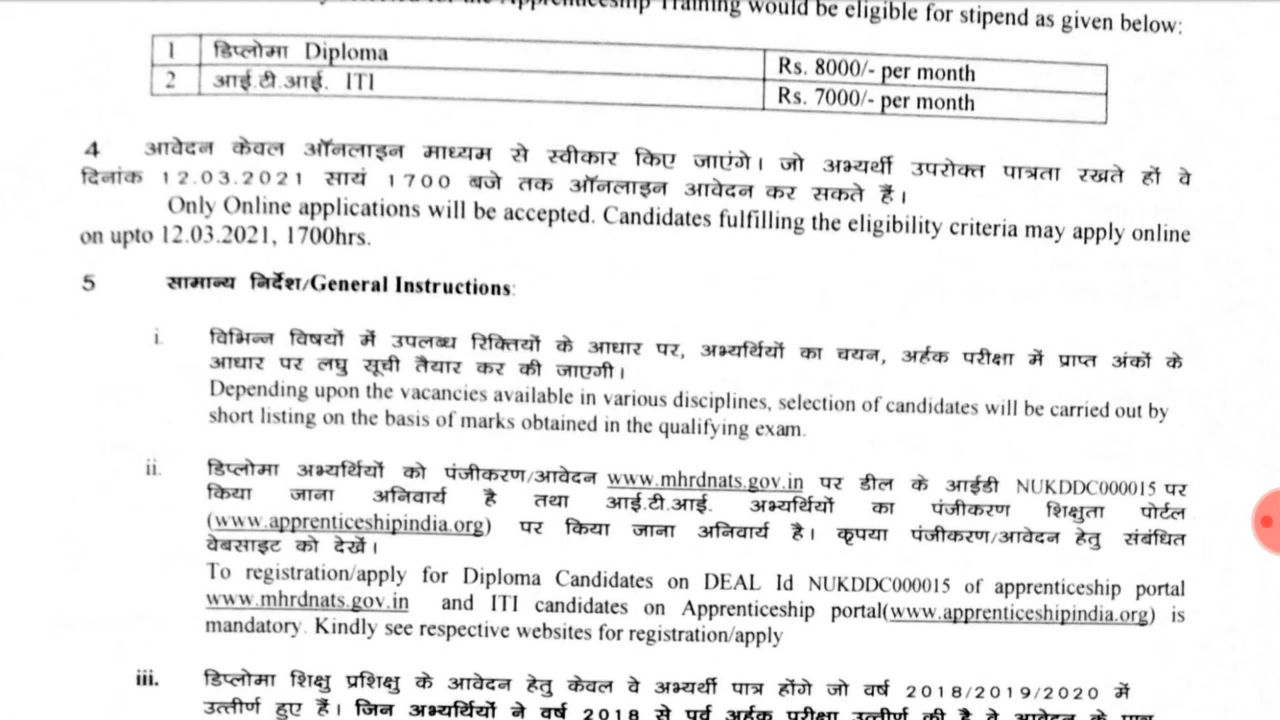 the Apprenticeship Training would be eligible for stipend as given below:
1 डिप्लोमा Diploma Rs. 8000/- per month
2 आई.टी.आई. ITI Rs. 7000/- per month
4 आवेदन केवल ऑनलाइन माध्यम से स्वीकार किए जाएंगे। जो अभ्यर्थी उपरोक्त पात्रता रखते हों वे
दिनांक 12.03.2021 सायं 1700 बजे तक ऑनलाइन आवेदन कर सकते हैं।
Only Online applications will be accepted. Candidates fulfilling the eligibility criteria may apply online
on upto 12.03.2021, 1700hrs.
5 सामान्य निर्देश/General Instructions:
i. विभिन्न विषयों में उपलब्ध रिक्तियों के आधार पर, अभ्यर्थियों का चयन, अर्हक परीक्षा में प्राप्त अंकों के
आधार पर लघु सूची तैयार कर की जाएगी।
Depending upon the vacancies available in various disciplines, selection of candidates will be carried out by
short listing on the basis of marks obtained in the qualifying exam.
ii. डिप्लोमा अभ्यर्थियों को पंजीकरण/आवेदन www.mhrdnats.gov.in पर डील के आईडी NUKDDC000015 पर
किया जाना अनिवार्य है तथा आई.टी.आई. अभ्यर्थियों का पंजीकरण शिक्षुता पोर्टल
(www.apprenticeshipindia.org) पर किया जाना अनिवार्य है। कृपया पंजीकरण/आवेदन हेतु संबंधित
वेबसाइट को देखें।
To registration/apply for Diploma Candidates on DEAL Id NUKDDC000015 of apprenticeship portal
www.mhrdnats.gov.in and ITI candidates on Apprenticeship portal(www.apprenticeshipindia.org) is
mandatory. Kindly see respective websites for registration/apply
iii. डिप्लोमा शिक्षु प्रशिक्षु के आवेदन हेतु केवल वे अभ्यर्थी पात्र होंगे जो वर्ष 2018/2019/2020 में
उत्तीर्ण हुए हैं। जिन अभ्यर्थियों ने वर्ष 2018 से पूर्व अर्हक परीक्षा उत्तीर्ण की है वे आवेदन के पात्र